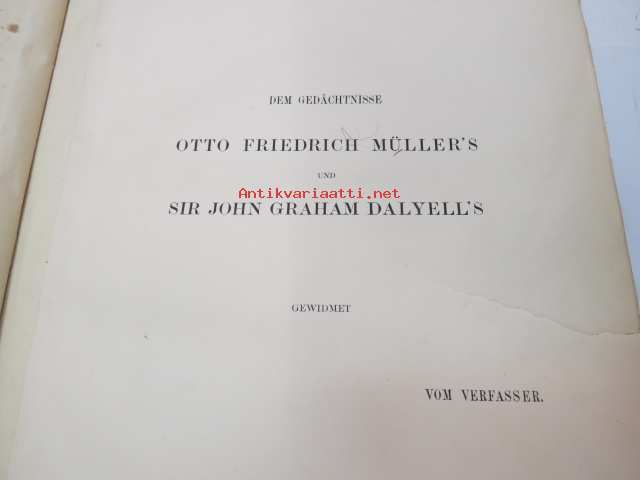 DEM GEDÄCHTNISSE
OTTO FRIEDRICH MÜLLER'S
UND
Antikvariaatti.net
SIR JOHN GRAHAM DALYELL'S
GEWIDMET
VOM VERFASSER.